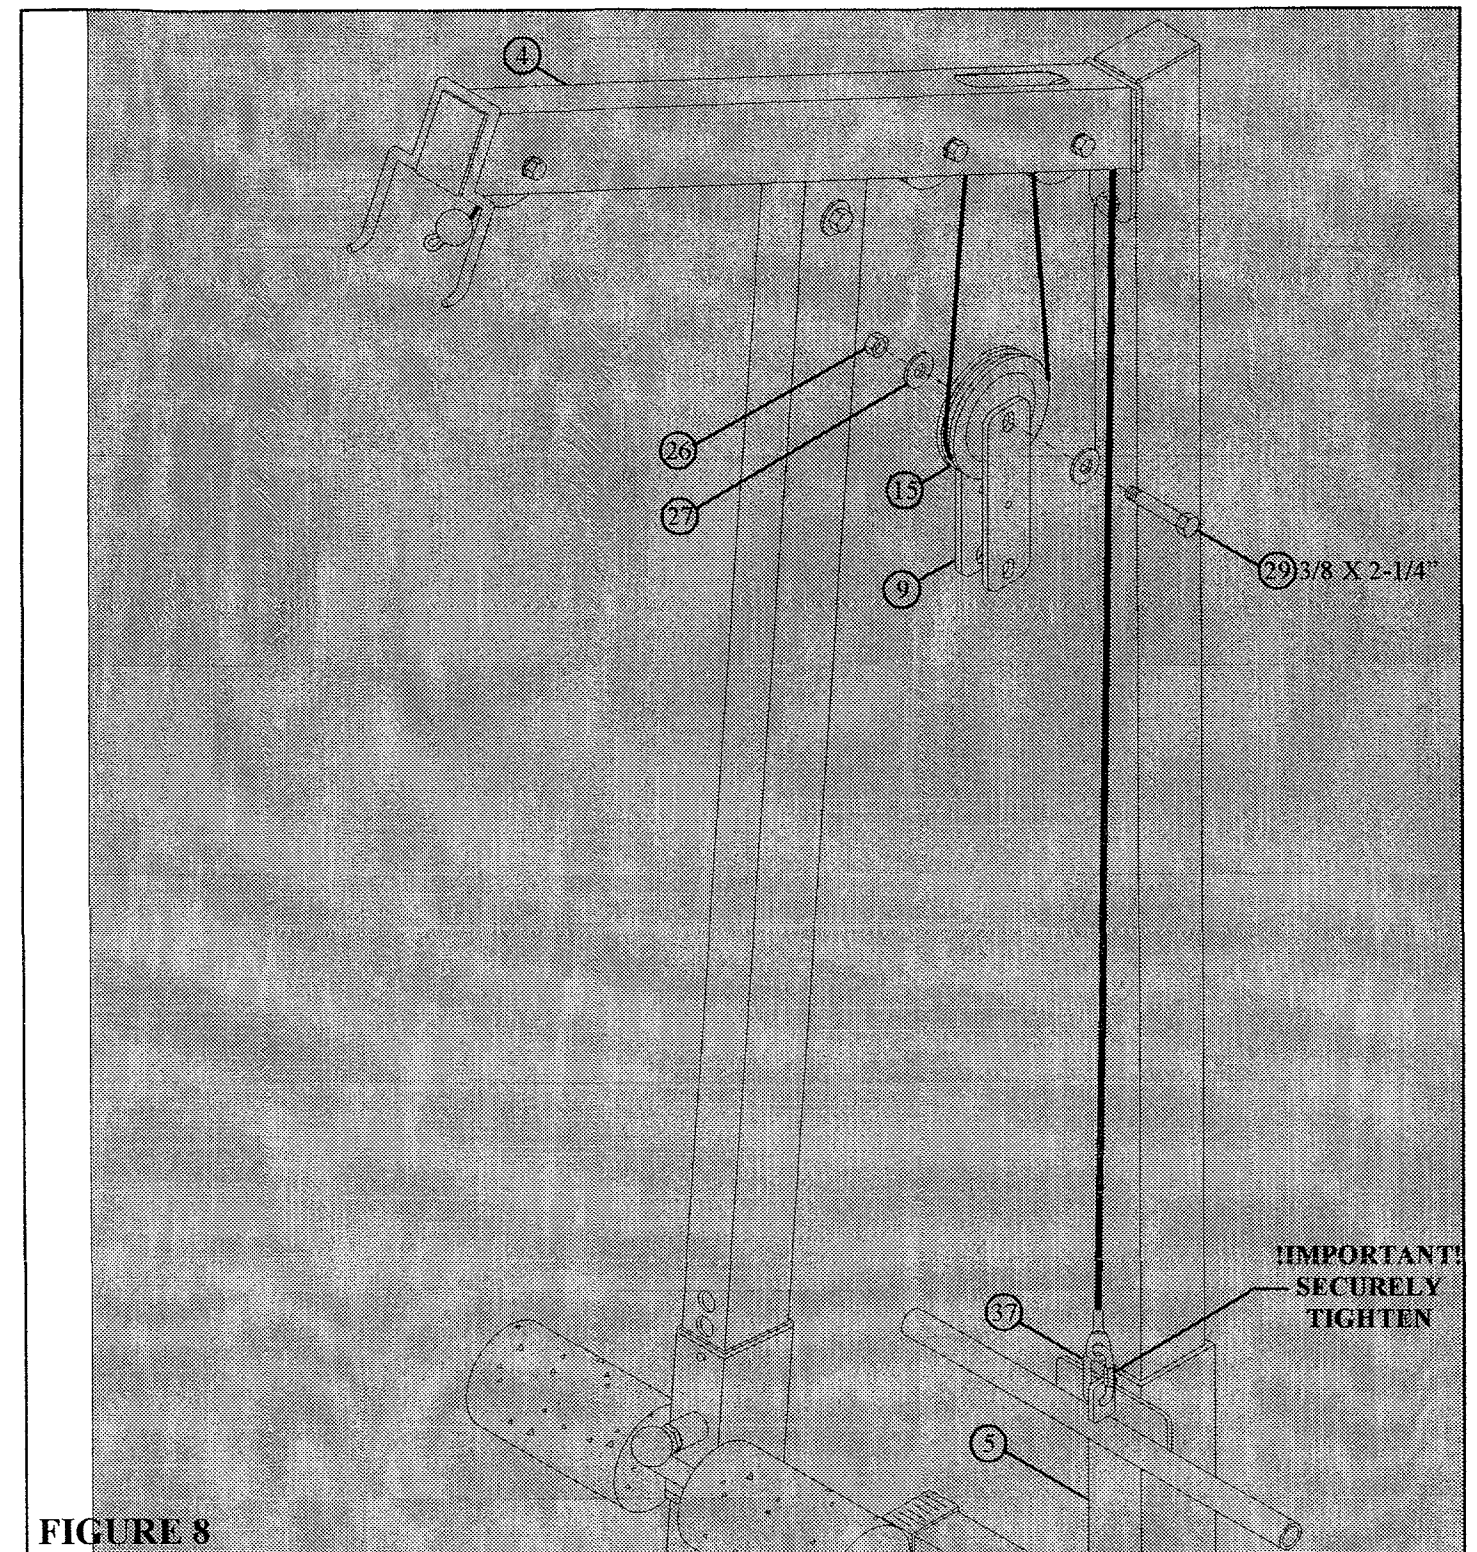 4
26
27
15
9
29 3/8 X 2-1/4"
!IMPORTANT!
SECURELY
TIGHTEN
37
5
FIGURE 8